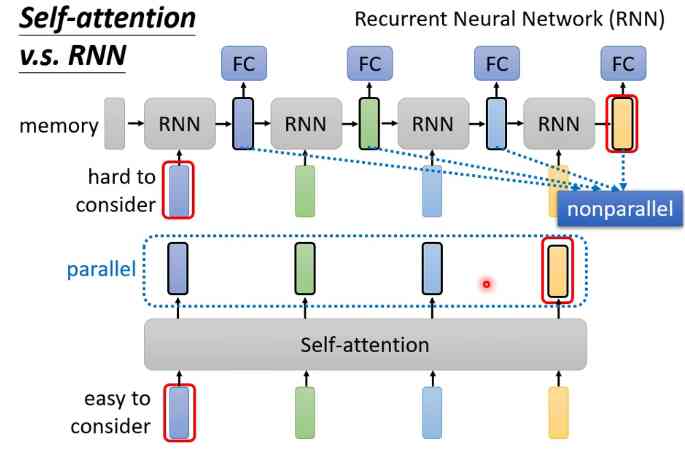 Self-attention
v.s. RNN
Recurrent Neural Network (RNN)
FC FC FC FC
memory RNN RNN RNN RNN
hard to
consider
nonparallel
parallel
Self-attention
easy to
consider